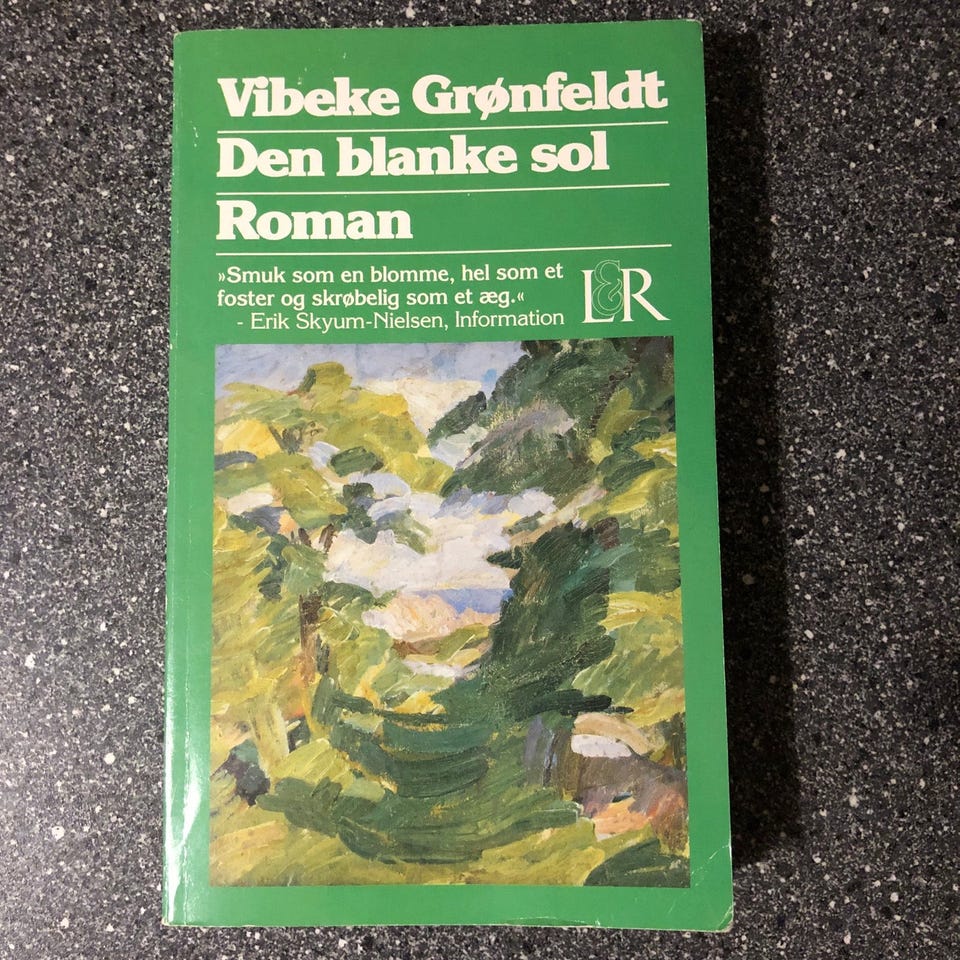 Vibeke Grønfeldt
Den blanke sol
Roman
»Smuk som en blomme, hel som et
foster og skrøbelig som et æg.«
- Erik Skyum-Nielsen, Information
L&R